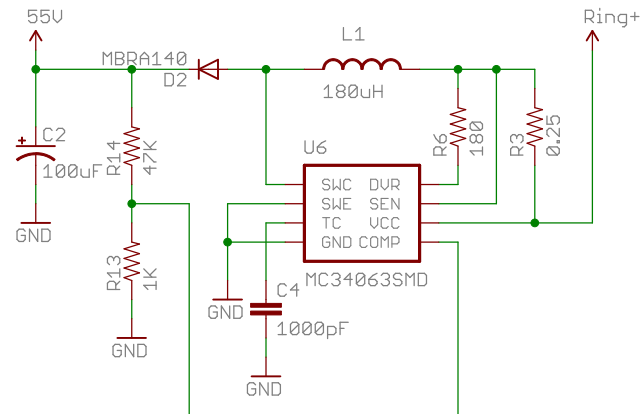 55V
Ring+
MBRA140
D2
L1
180uH
C2
100uF
R14
47K
R6
180
R3
0.25
U6
SWC DVR
SWE SEN
TC VCC
GND COMP
MC34063SMD
GND
R13
1K
GND
C4
1000pF
GND
GND